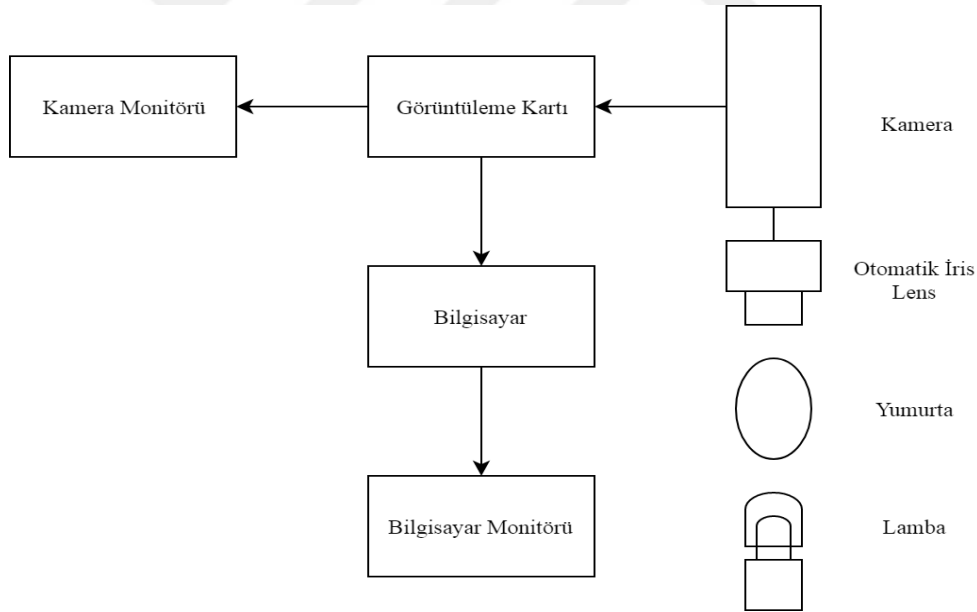 Kamera Monitörü
Görüntüleme Kartı
Kamera
Otomatik İris
Lens
Bilgisayar
Yumurta
Bilgisayar Monitörü
Lamba